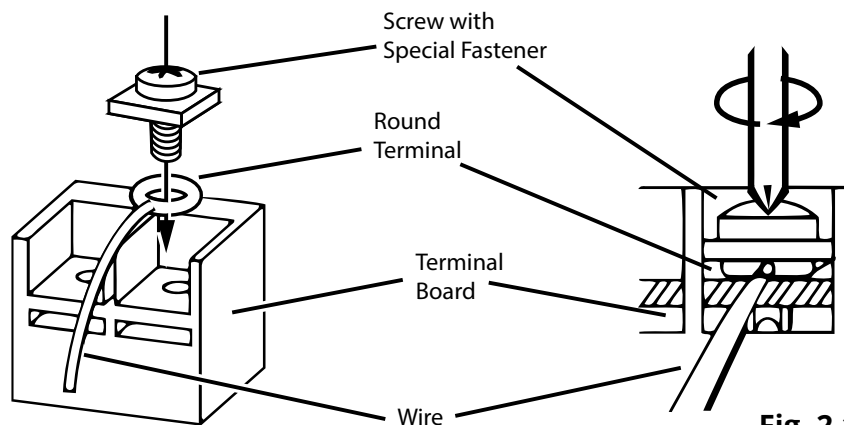 Screw with
Special Fastener
Round
Terminal
Terminal
Board
Wire